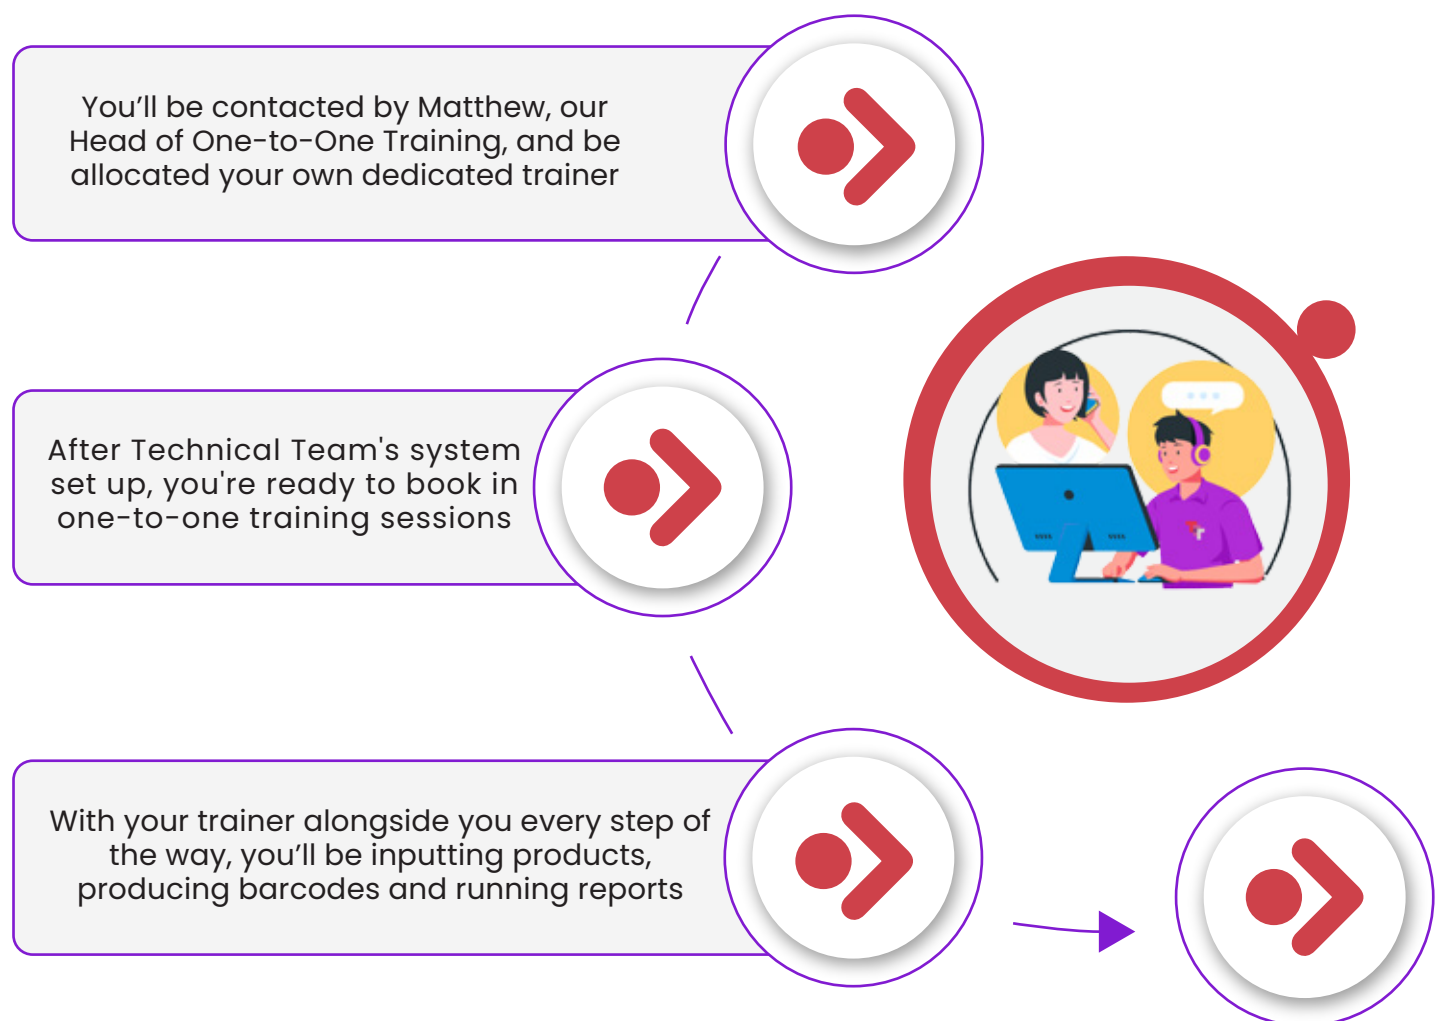 You’ll be contacted by Matthew, our
Head of One-to-One Training, and be
allocated your own dedicated trainer
After Technical Team's system
set up, you're ready to book in
one-to-one training sessions
With your trainer alongside you every step of
the way, you’ll be inputting products,
producing barcodes and running reports